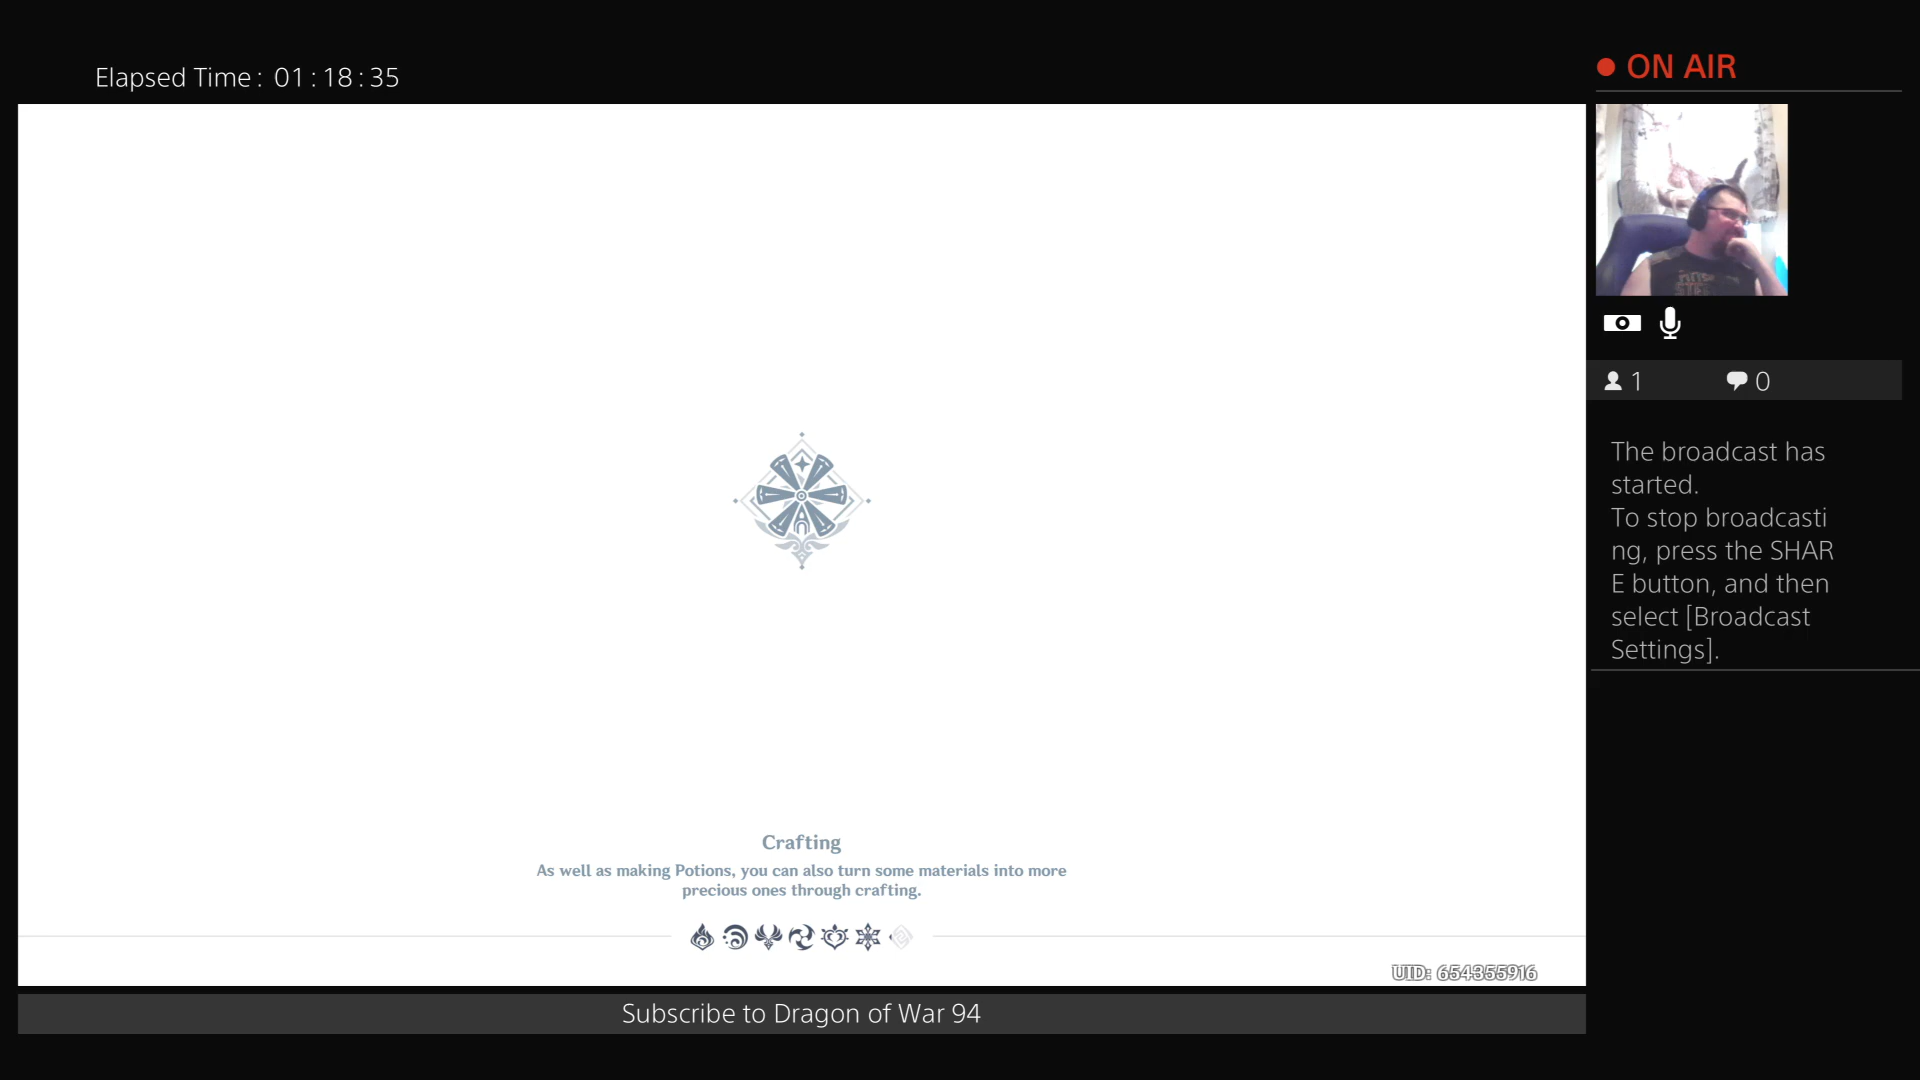 Elapsed Time : 01 : 18 : 35
ON AIR
1
0
The broadcast has
started.
To stop broadcasti
ng, press the SHAR
E button, and then
select [Broadcast
Settings].
Crafting
As well as making Potions, you can also turn some materials into more
precious ones through crafting.
UID: 654355916
Subscribe to Dragon of War 94